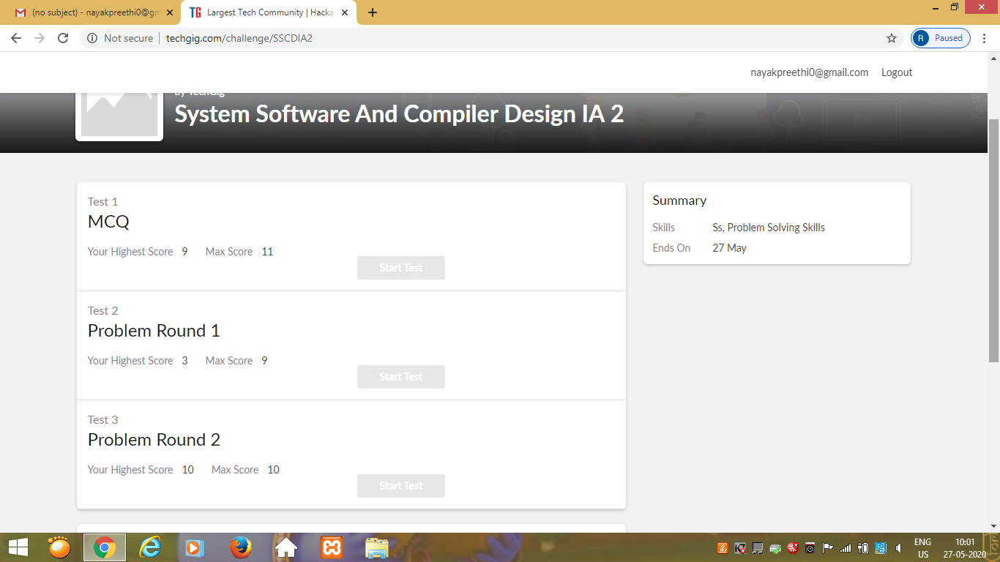 (no subject) - nayakpreethi0@gm
TG Largest Tech Community | Hacka
Not secure | techgig.com/challenge/SSCDIA2
R Paused
nayakpreethi0@gmail.com Logout
by TechGig
System Software And Compiler Design IA 2
Test 1
MCQ
Your Highest Score 9 Max Score 11
Start Test
Test 2
Problem Round 1
Your Highest Score 3 Max Score 9
Start Test
Test 3
Problem Round 2
Your Highest Score 10 Max Score 10
Start Test
Summary
Skills Ss, Problem Solving Skills
Ends On 27 May
ENG 10:01
US 27-05-2020